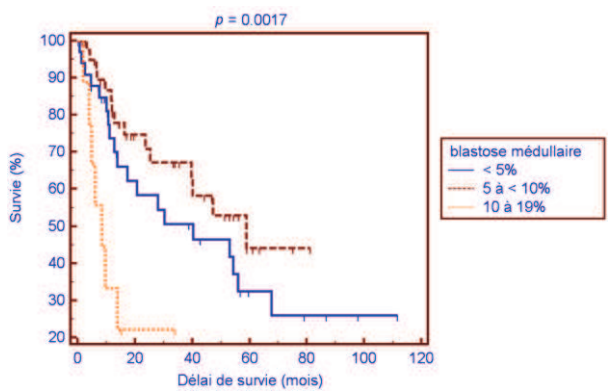 p = 0.0017
Survie (%)
100
90
80
70
60
50
40
30
20
0 20 40 60 80 100 120
Délai de survie (mois)
blastose médullaire
< 5%
5 à < 10%
10 à 19%